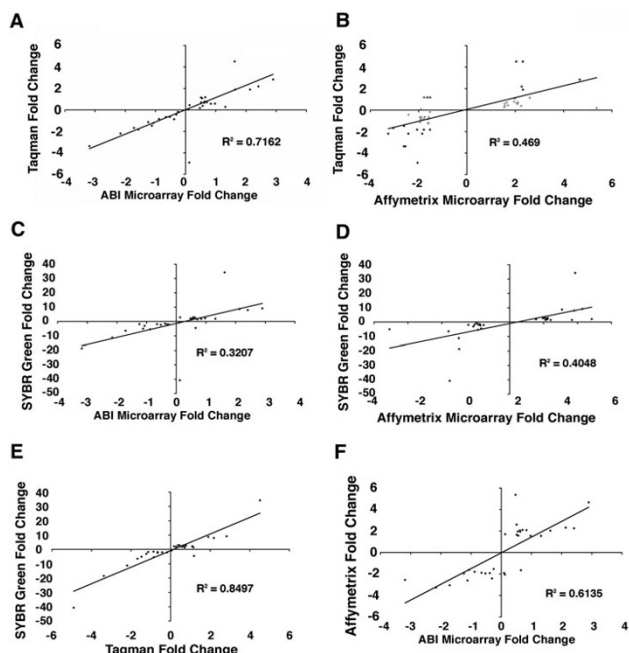 A
Taqman Fold Change
6
4
2
0
-2
-4
-6
-4 -3 -2 -1 0 1 2 3 4
R² = 0.7162
ABI Microarray Fold Change
B
Taqman Fold Change
6
4
2
0
-2
-4
-6
-4 -2 0 2 4 6
R² = 0.469
Affymetrix Microarray Fold Change
C
SYBR Green Fold Change
40
30
20
10
0
-10
-20
-30
-40
-50
-4 -3 -2 -1 0 1 2 3 4
R² = 0.3207
ABI Microarray Fold Change
D
SYBR Green Fold Change
40
30
20
10
0
-10
-20
-30
-40
-50
-4 -2 0 2 4 6
R² = 0.4048
Affymetrix Microarray Fold Change
E
SYBR Green Fold Change
40
30
20
10
0
-10
-20
-30
-40
-50
-6 -4 -2 0 2 4 6
R² = 0.8497
Taqman Fold Change
F
Affymetrix Fold Change
6
4
2
0
-2
-4
-6
-4 -3 -2 -1 0 1 2 3 4
R² = 0.6135
ABI Microarray Fold Change